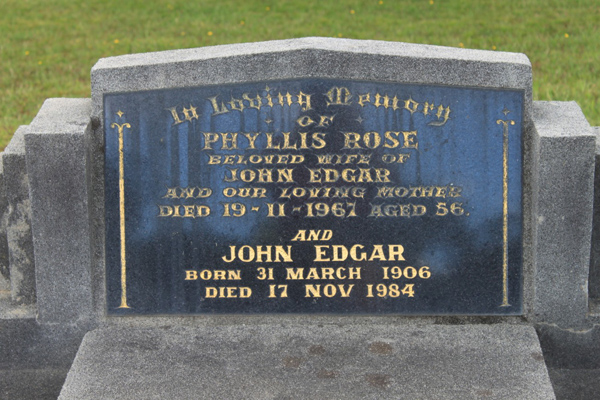 In Loving Memory
OF
PHYLLIS ROSE
BELOVED WIFE OF
JOHN EDGAR
AND OUR LOVING MOTHER
DIED 19-11-1967 AGED 56.
AND
JOHN EDGAR
BORN 31 MARCH 1906
DIED 17 NOV 1984